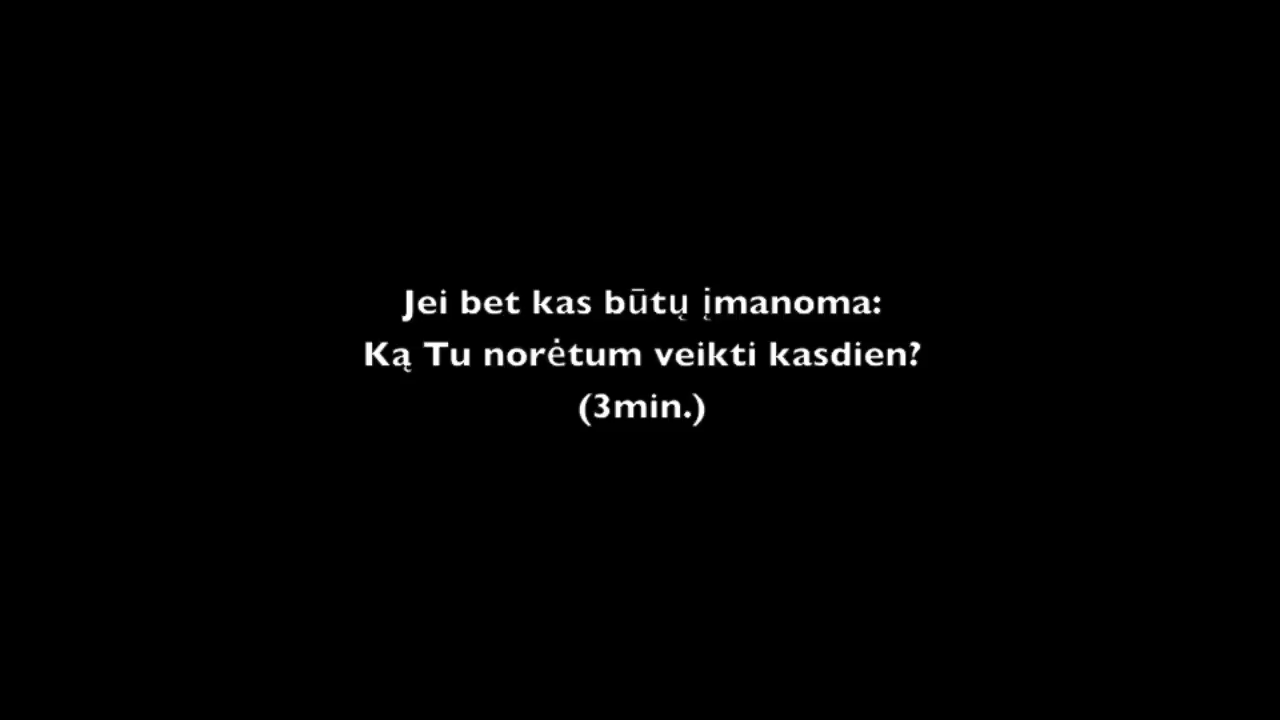 Jei bet kas būtų įmanoma:
Ką Tu norėtum veikti kasdien?
(3min.)